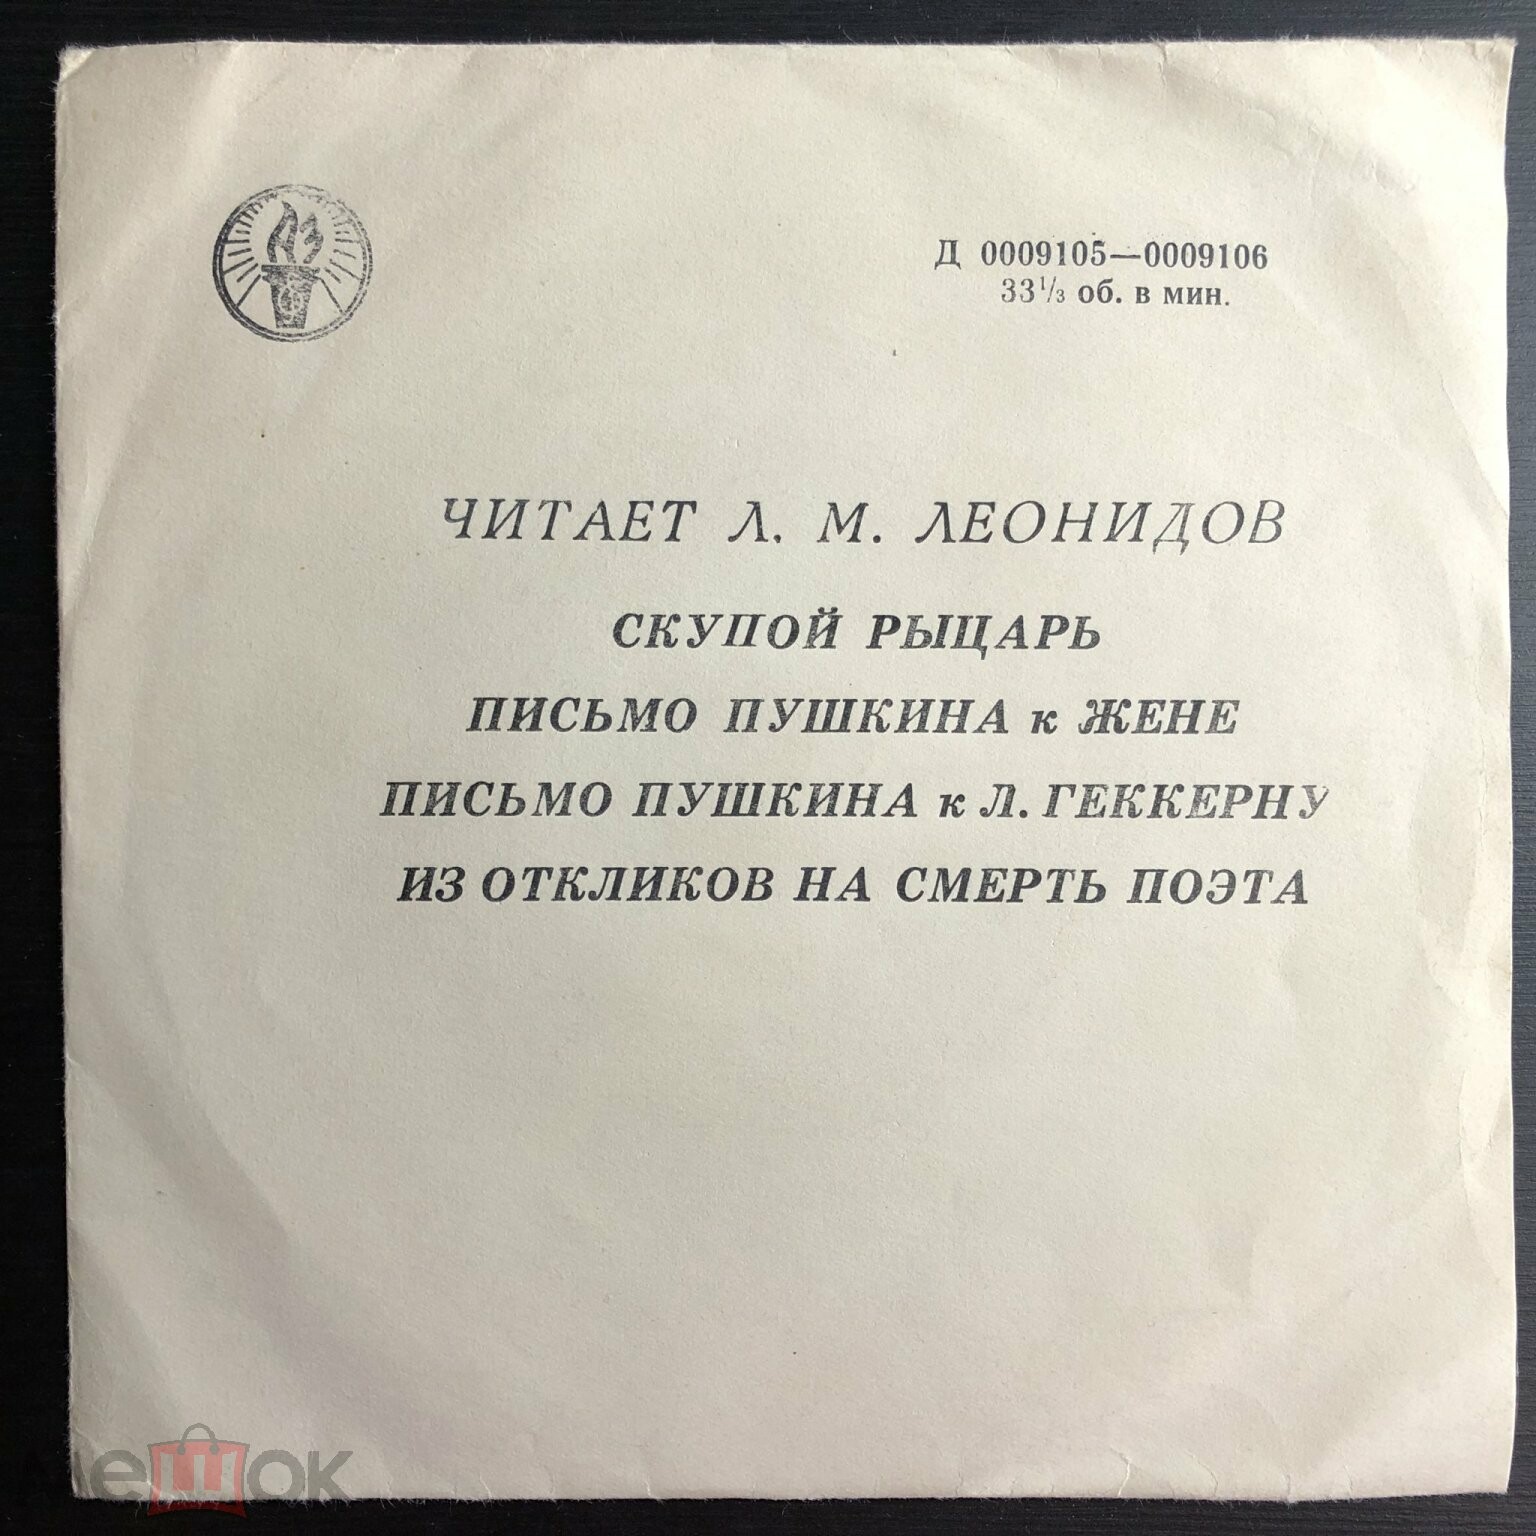 Д 0009105—0009106
33⅓ об. в мин.
ЧИТАЕТ Л. М. ЛЕОНИДОВ
СКУПОЙ РЫЦАРЬ
ПИСЬМО ПУШКИНА к ЖЕНЕ
ПИСЬМО ПУШКИНА к Л. ГЕККЕРНУ
ИЗ ОТКЛИКОВ НА СМЕРТЬ ПОЭТА
мешок